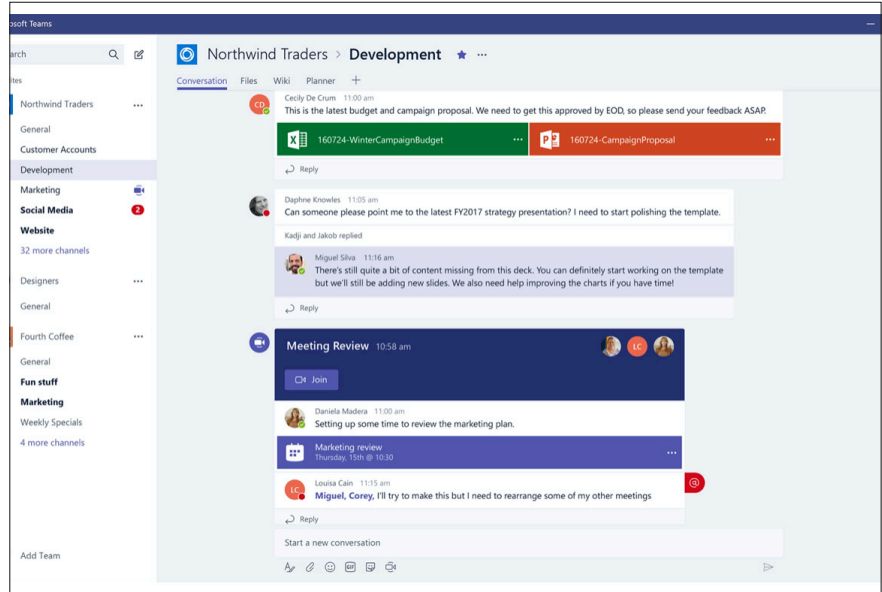 osoft Teams
arch
ites
Northwind Traders
General
Customer Accounts
Development
Marketing
Social Media 2
Website
32 more channels
Designers
General
Fourth Coffee
General
Fun stuff
Marketing
Weekly Specials
4 more channels
Add Team
Northwind Traders > Development
Conversation Files Wiki Planner
CD
Cecily De Crum 11:00 am
This is the latest budget and campaign proposal. We need to get this approved by EOD, so please send your feedback ASAP.
160724-WinterCampaignBudget
160724-CampaignProposal
Reply
Daphne Knowles 11:05 am
Can someone please point me to the latest FY2017 strategy presentation? I need to start polishing the template.
Kadji and Jakob replied
Miguel Silva 11:16 am
There's still quite a bit of content missing from this deck. You can definitely start working on the template
but we'll still be adding new slides. We also need help improving the charts if you have time!
Reply
Meeting Review 10:58 am
LC
Join
Daniela Madera 11:00 am
Setting up some time to review the marketing plan.
Marketing review
Thursday, 15th @ 10:30
LC
Louisa Cain 11:15 am
Miguel, Corey, I'll try to make this but I need to rearrange some of my other meetings
@
Reply
Start a new conversation
GIF